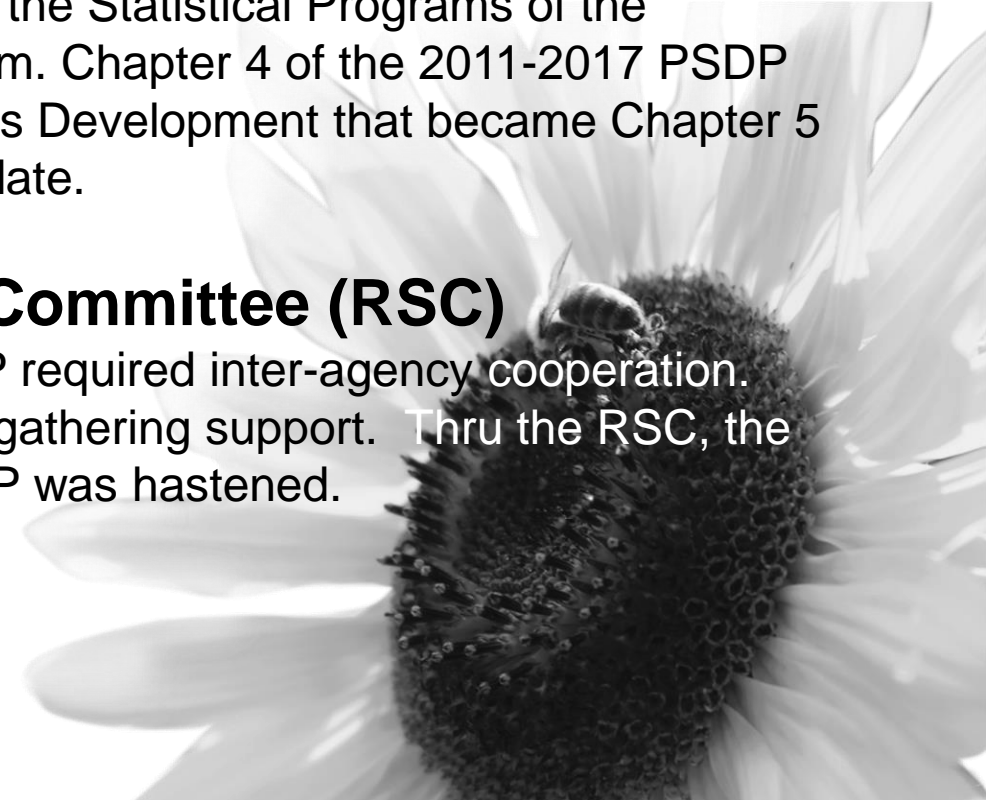 the Statistical Programs of the
m. Chapter 4 of the 2011-2017 PSDP
s Development that became Chapter 5
late.
Committee (RSC)
P required inter-agency cooperation.
gathering support. Thru the RSC, the
P was hastened.